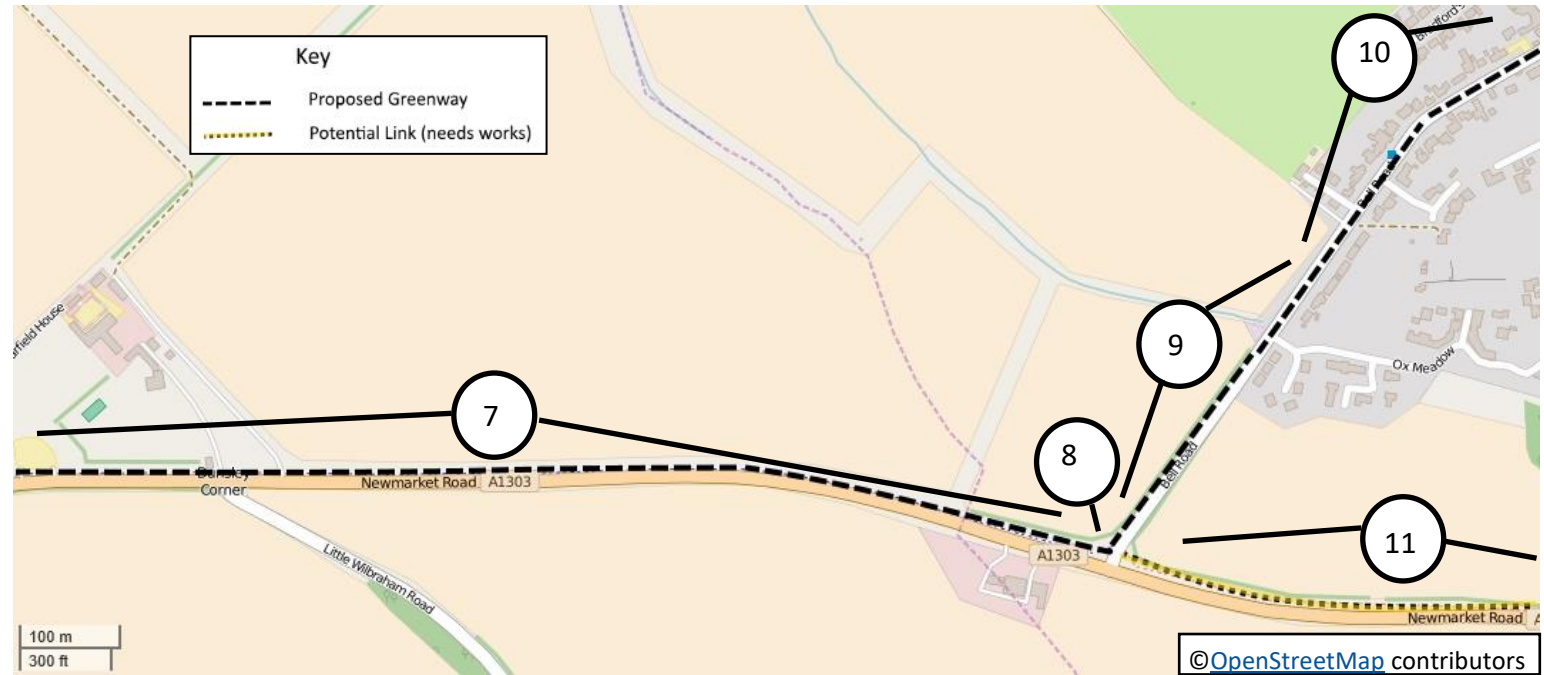 Key
Proposed Greenway
Potential Link (needs works)
10
9
8
7
11
Bell Road
Ox Meadow
Newmarket Road
A1303
Corner
Little Wilbraham Road
A1303
Newmarket Road
100 m
300 ft
©OpenStreetMap contributors